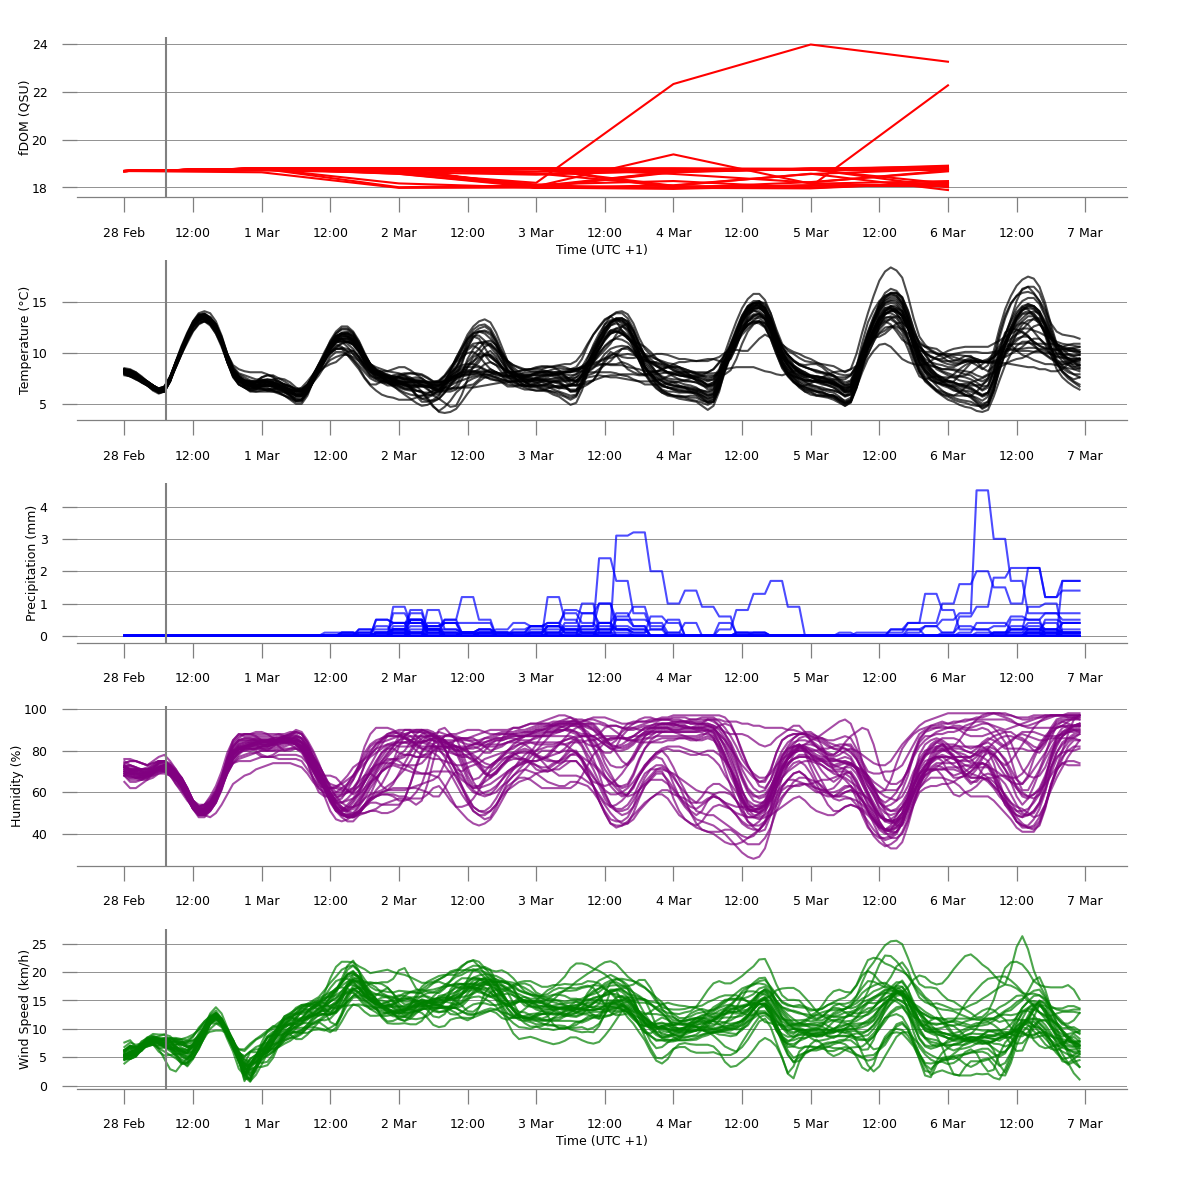 fDOM (QSU)
24
22
20
18
28 Feb 12:00 1 Mar 12:00 2 Mar 12:00 3 Mar 12:00 4 Mar 12:00 5 Mar 12:00 6 Mar 12:00 7 Mar
Time (UTC +1)
Temperature (°C)
15
10
5
28 Feb 12:00 1 Mar 12:00 2 Mar 12:00 3 Mar 12:00 4 Mar 12:00 5 Mar 12:00 6 Mar 12:00 7 Mar
Precipitation (mm)
4
3
2
1
0
28 Feb 12:00 1 Mar 12:00 2 Mar 12:00 3 Mar 12:00 4 Mar 12:00 5 Mar 12:00 6 Mar 12:00 7 Mar
Humidity (%)
100
80
60
40
28 Feb 12:00 1 Mar 12:00 2 Mar 12:00 3 Mar 12:00 4 Mar 12:00 5 Mar 12:00 6 Mar 12:00 7 Mar
Wind Speed (km/h)
25
20
15
10
5
0
28 Feb 12:00 1 Mar 12:00 2 Mar 12:00 3 Mar 12:00 4 Mar 12:00 5 Mar 12:00 6 Mar 12:00 7 Mar
Time (UTC +1)